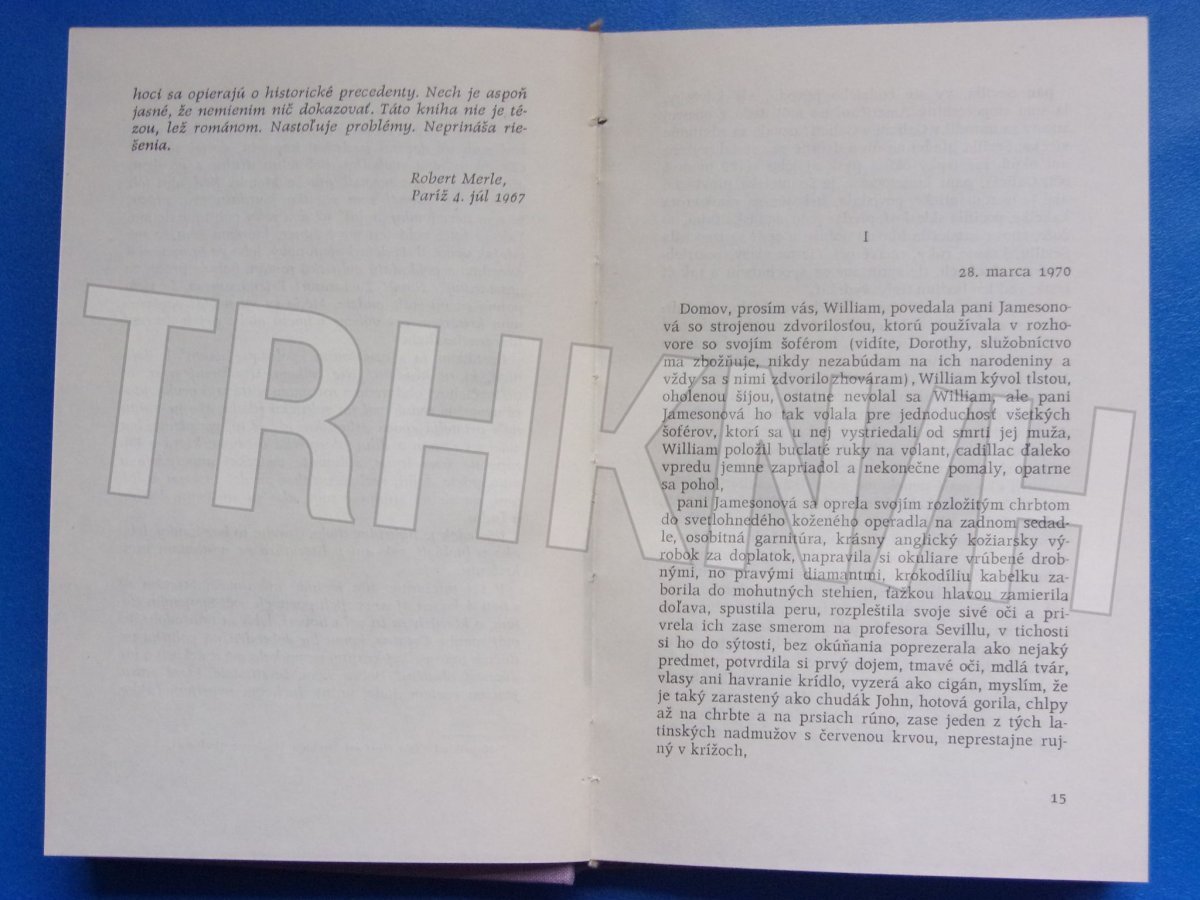 hoci sa opierajú o historické precedenty. Nech je aspoň
jasné, že nemienim nič dokazovať. Táto kniha nie je té-
zou, lež románom. Nastoľuje problémy. Neprináša rie-
šenia.
Robert Merle,
Paríž 4. júl 1967
I
28. marca 1970
Domov, prosím vás, William, povedala pani Jamesono-
vá so strojenou zdvorilosťou, ktorú používala v rozho-
vore so svojím šoférom (vidíte, Dorothy, služobníctvo
ma zbožňuje, nikdy nezabúdam na ich narodeniny a
vždy sa s nimi zdvorilo zhováram), William kývol tlstou,
oholenou šijou, ostatne nevolal sa William, ale pani
Jamesonová ho tak volala pre jednoduchosť všetkých
šoférov, ktorí sa u nej vystriedali od smrti jej muža,
William položil buclaté ruky na volant, cadillac ďaleko
vpredu jemne zapriadol a nekonečne pomaly, opatrne
sa pohol,
pani Jamesonová sa oprela svojím rozložitým chrbtom
do svetlohnedého koženého operadla na zadnom sedad-
le, osobitná garnitúra, krásny anglický kožiarsky vý-
robok za doplatok, napravila si okuliare vrúbené drob-
nými, no pravými diamantmi, krokodíliu kabelku za-
borila do mohutných stehien, ťažkou hlavou zamierila
doľava, spustila peru, rozpleštila svoje sivé oči a pri-
vrela ich zase smerom na profesora Sevillu, v tichosti
si ho do sýtosti, bez okúňania poprezerala ako nejaký
predmet, potvrdila si prvý dojem, tmavé oči, mdlá tvár,
vlasy ani havranie krídlo, vyzerá ako cigán, myslím, že
je taký zarastený ako chudák John, hotová gorila, chlpy
až na chrbte a na prsiach rúno, zase jeden z tých la-
tinských nadmužov s červenou krvou, neprestajne ruj-
ný v krížoch,
15
TRHKNIH